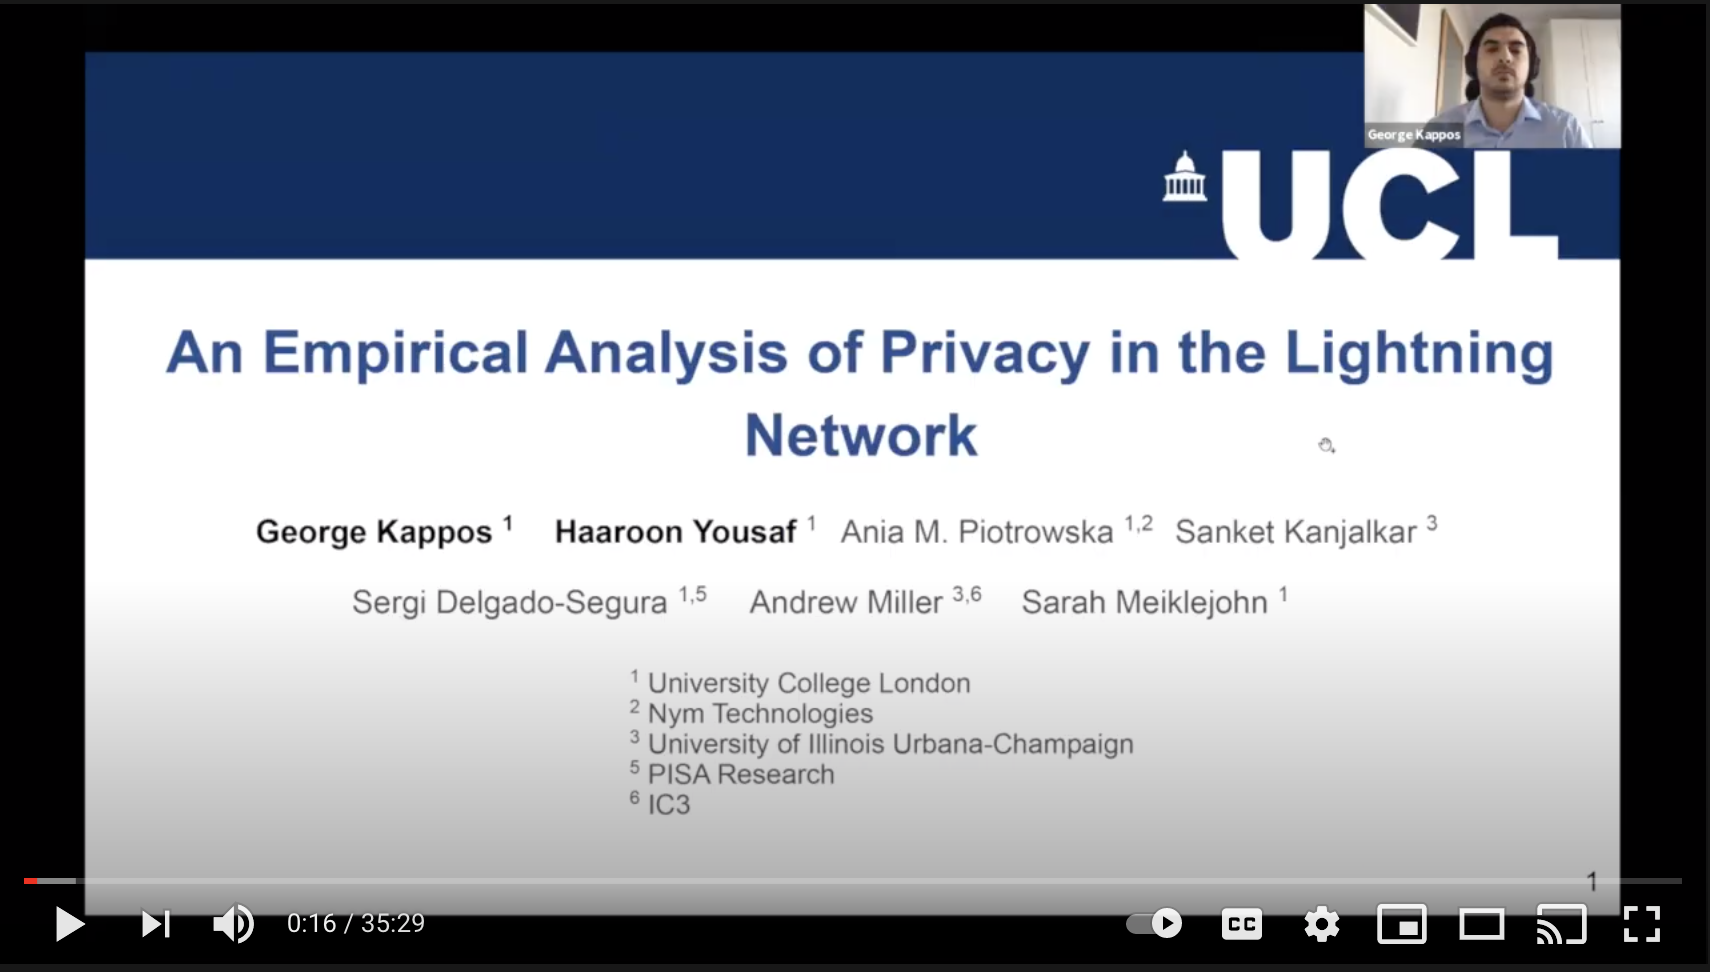 George Kappos
UCL
An Empirical Analysis of Privacy in the Lightning
Network
George Kappos 1 Haaroon Yousaf 1 Ania M. Piotrowska 1,2 Sanket Kanjalkar 3
Sergi Delgado-Segura 1,5 Andrew Miller 3,6 Sarah Meiklejohn 1
1 University College London
2 Nym Technologies
3 University of Illinois Urbana-Champaign
5 PISA Research
6 IC3
1
0:16 / 35:29
CC